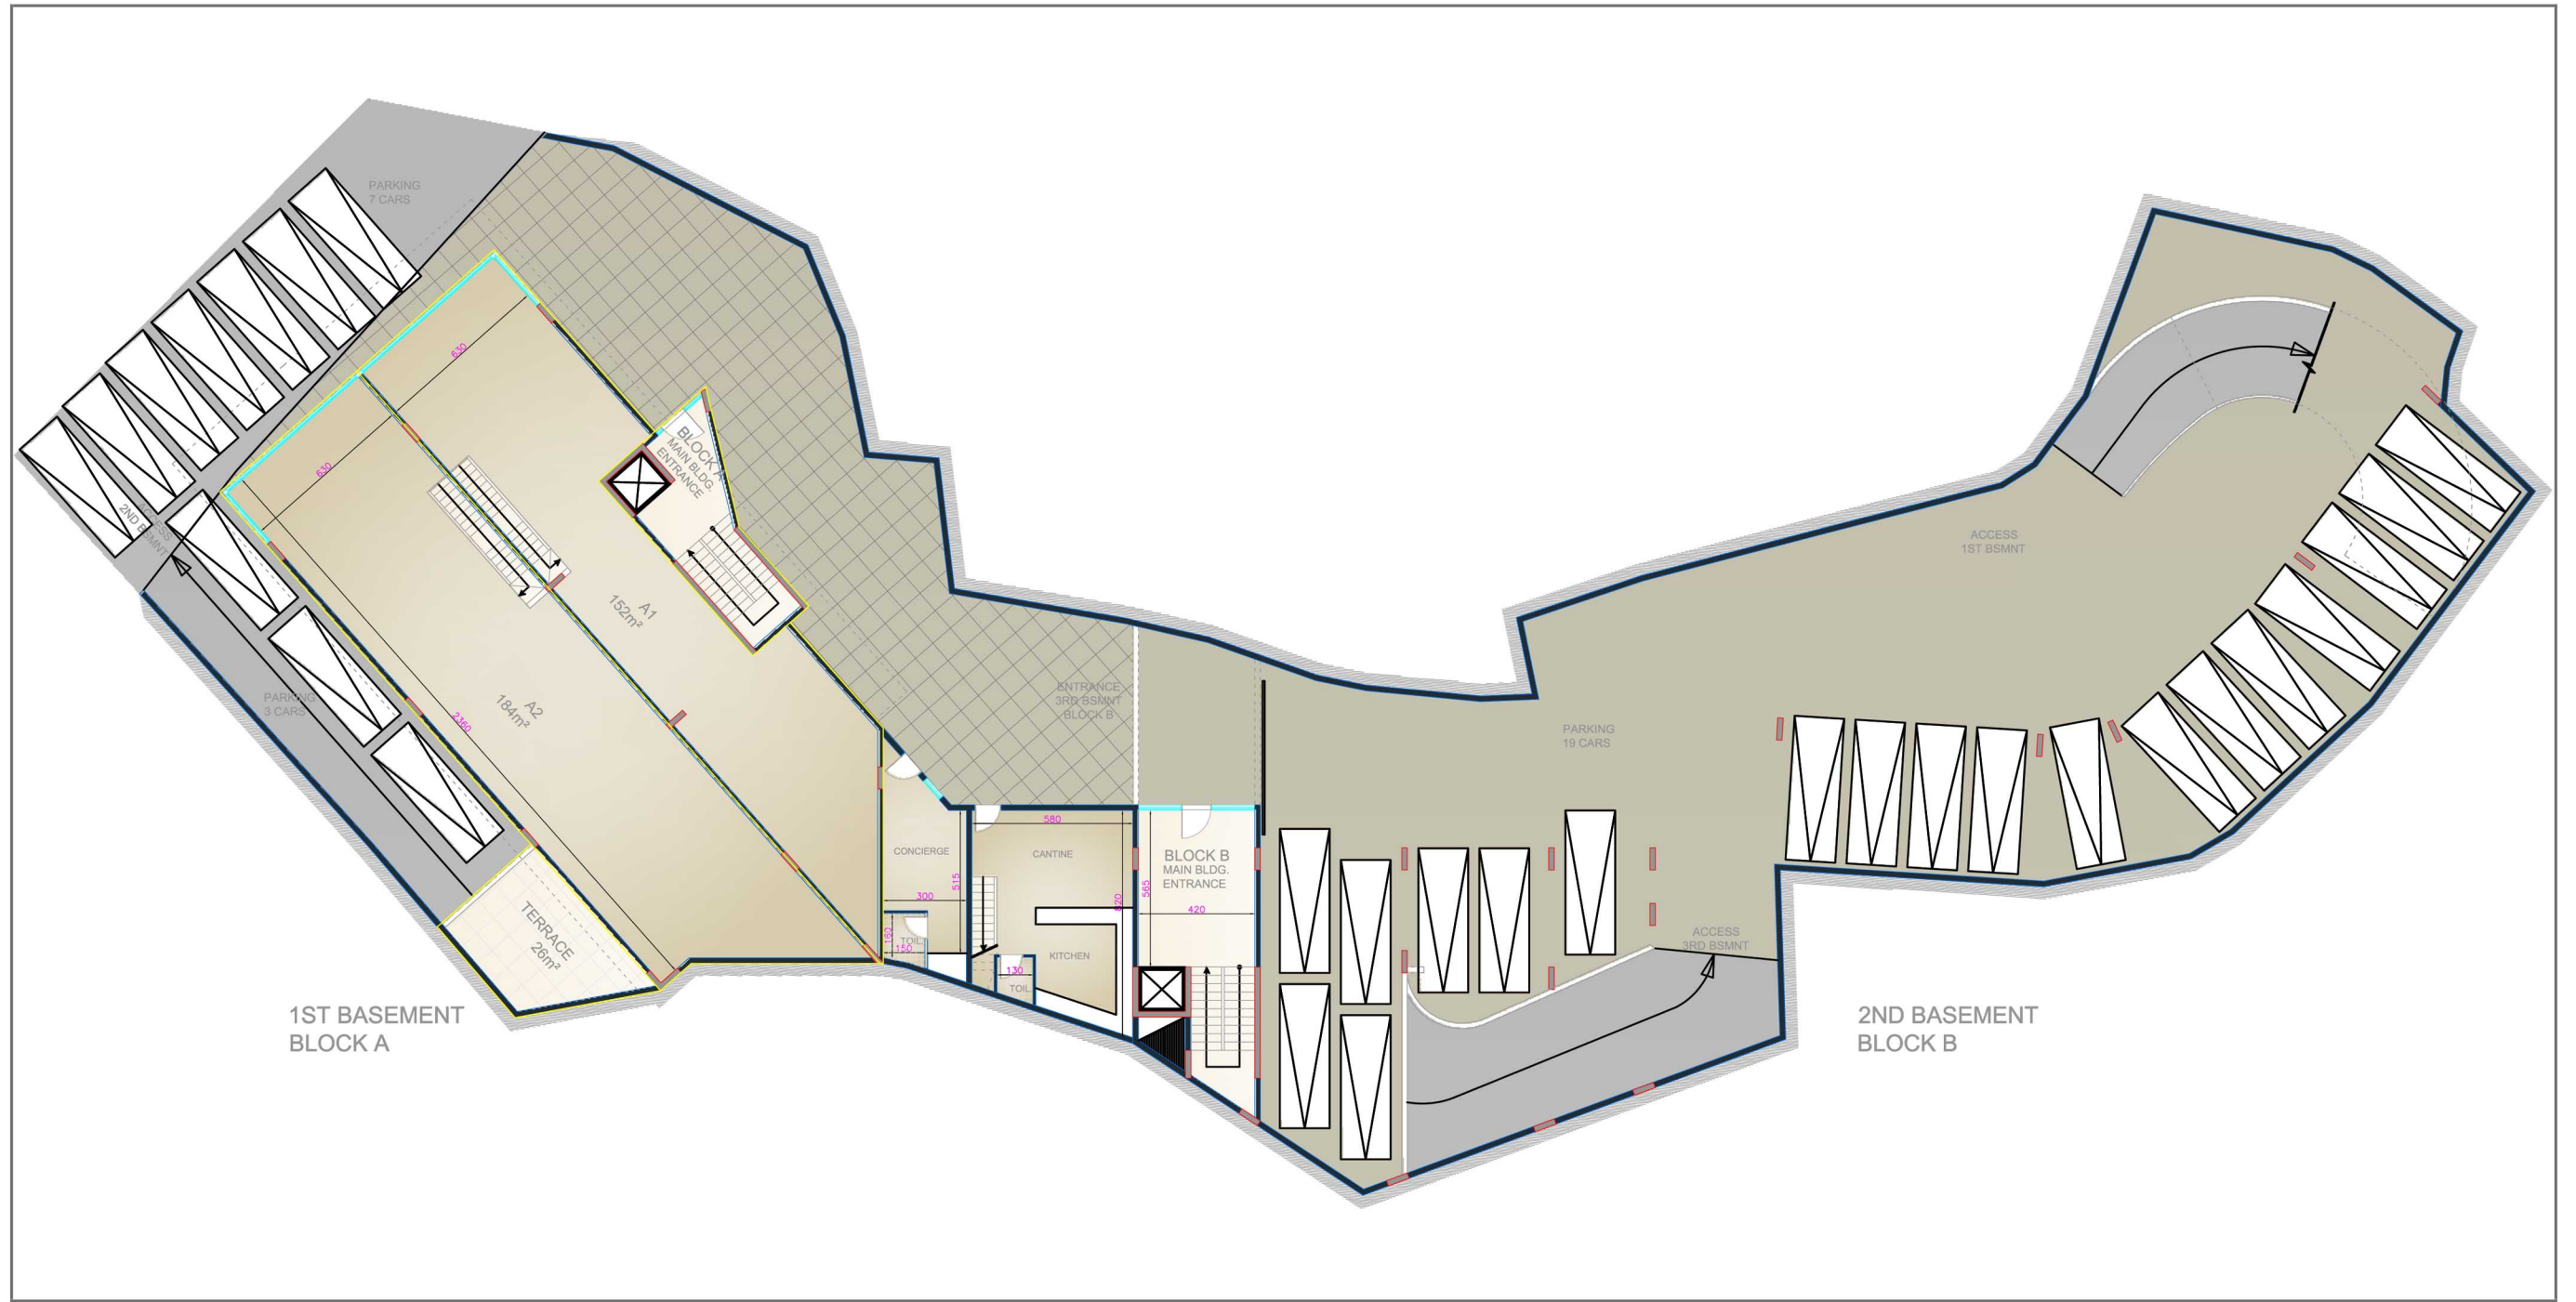 PARKING
7 CARS
630
630
BLOCK A
MAIN BLDG.
ENTRANCE
ACCESS
2ND BSMNT
A1
152m²
A2
184m²
2360
PARKING
3 CARS
TERRACE
26m²
1ST BASEMENT
BLOCK A
ENTRANCE
3RD BSMNT
BLOCK B
CONCIERGE
515
300
160
TOIL.
150
580
CANTINE
820
KITCHEN
130
TOIL.
565
BLOCK B
MAIN BLDG.
ENTRANCE
420
PARKING
19 CARS
ACCESS
1ST BSMNT
ACCESS
3RD BSMNT
2ND BASEMENT
BLOCK B